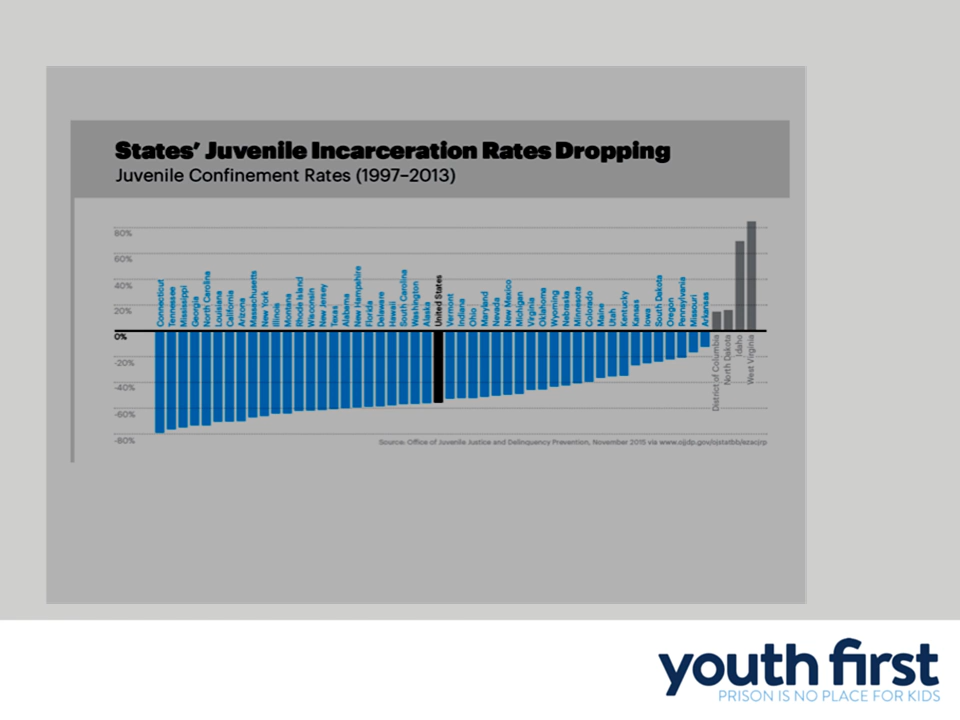 States’ Juvenile Incarceration Rates Dropping
Juvenile Confinement Rates (1997–2013)
80%
60%
40%
20%
0%
-20%
-40%
-60%
-80%
Connecticut
Tennessee
Mississippi
Georgia
North Carolina
Louisiana
California
Arizona
Massachusetts
New York
Illinois
Montana
Rhode Island
Wisconsin
New Jersey
Texas
Alabama
New Hampshire
Florida
Delaware
Hawaii
South Carolina
Washington
Alaska
United States
Vermont
Indiana
Ohio
Maryland
Nevada
New Mexico
Michigan
Virginia
Oklahoma
Wyoming
Nebraska
Minnesota
Colorado
Maine
Utah
Kentucky
Kansas
Iowa
South Dakota
Oregon
Pennsylvania
Missouri
Arkansas
District of Columbia
North Dakota
Idaho
West Virginia
Source: Office of Juvenile Justice and Delinquency Prevention, November 2015 via www.ojjdp.gov/ojstatbb/ezacjrp
youth first
PRISON IS NO PLACE FOR KIDS